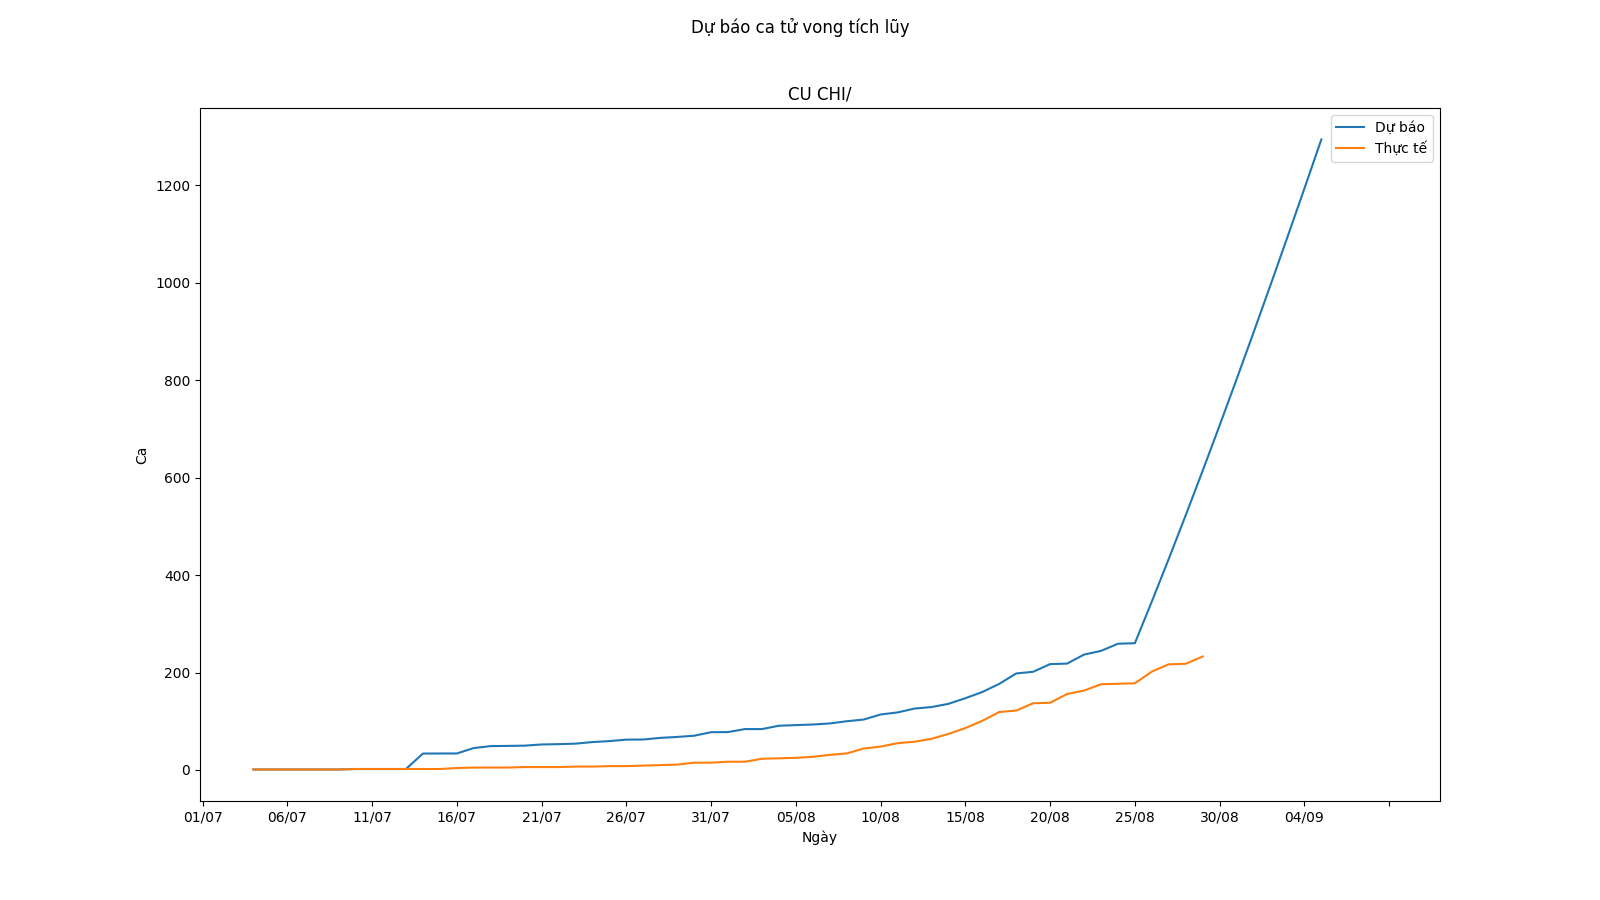 Dự báo ca tử vong tích lũy
CU CHI/
Dự báo
Thực tế
1200
1000
800
600
400
200
0
Ca
01/07 06/07 11/07 16/07 21/07 26/07 31/07 05/08 10/08 15/08 20/08 25/08 30/08 04/09
Ngày